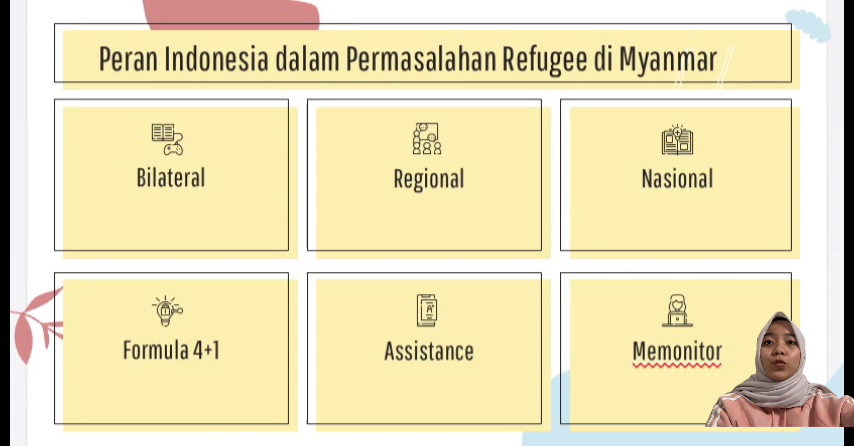 Peran Indonesia dalam Permasalahan Refugee di Myanmar
Bilateral
Regional
Nasional
Formula 4+1
Assistance
Memonitor